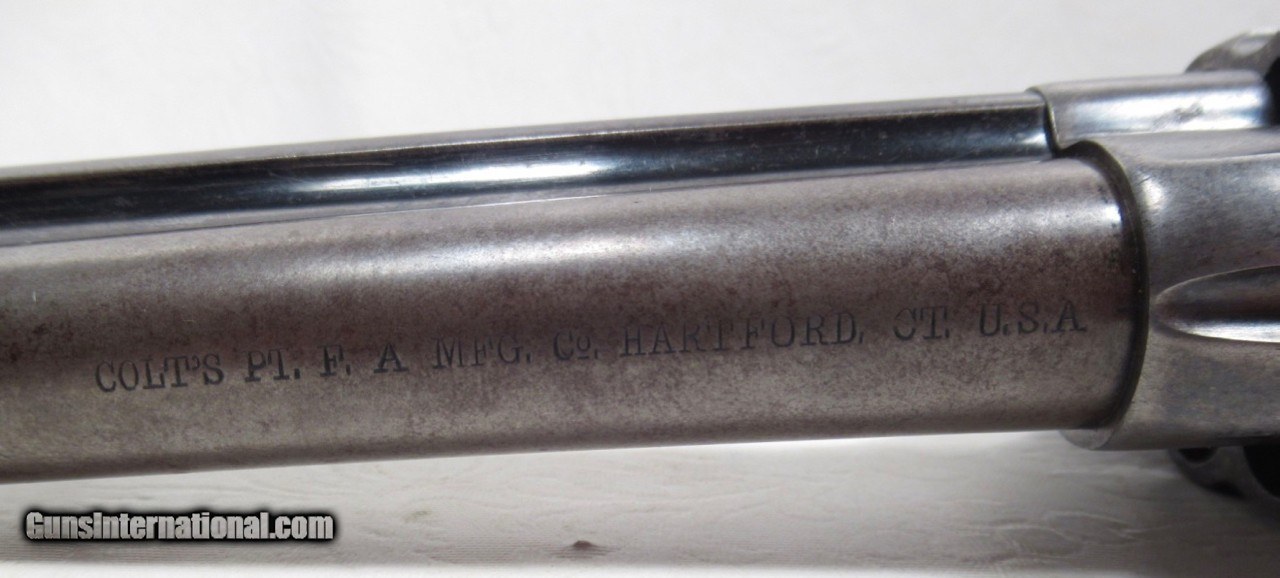 COLT'S PT. F. A MFG. Co. HARTFORD. CT. U.S.A
GunsInternational.com